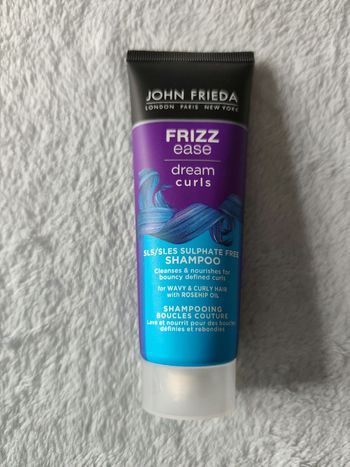 JOHN FRIEDA
LONDON PARIS NEW YORK
FRIZZ
ease
dream
curls
SLS/SLES SULPHATE FREE
SHAMPOO
Cleanses & nourishes for
bouncy defined curls
for WAVY & CURLY HAIR
with ROSEHIP OIL
SHAMPOOING
BOUCLES COUTURE
Lave et nourrit pour des boucles
définies et rebondies